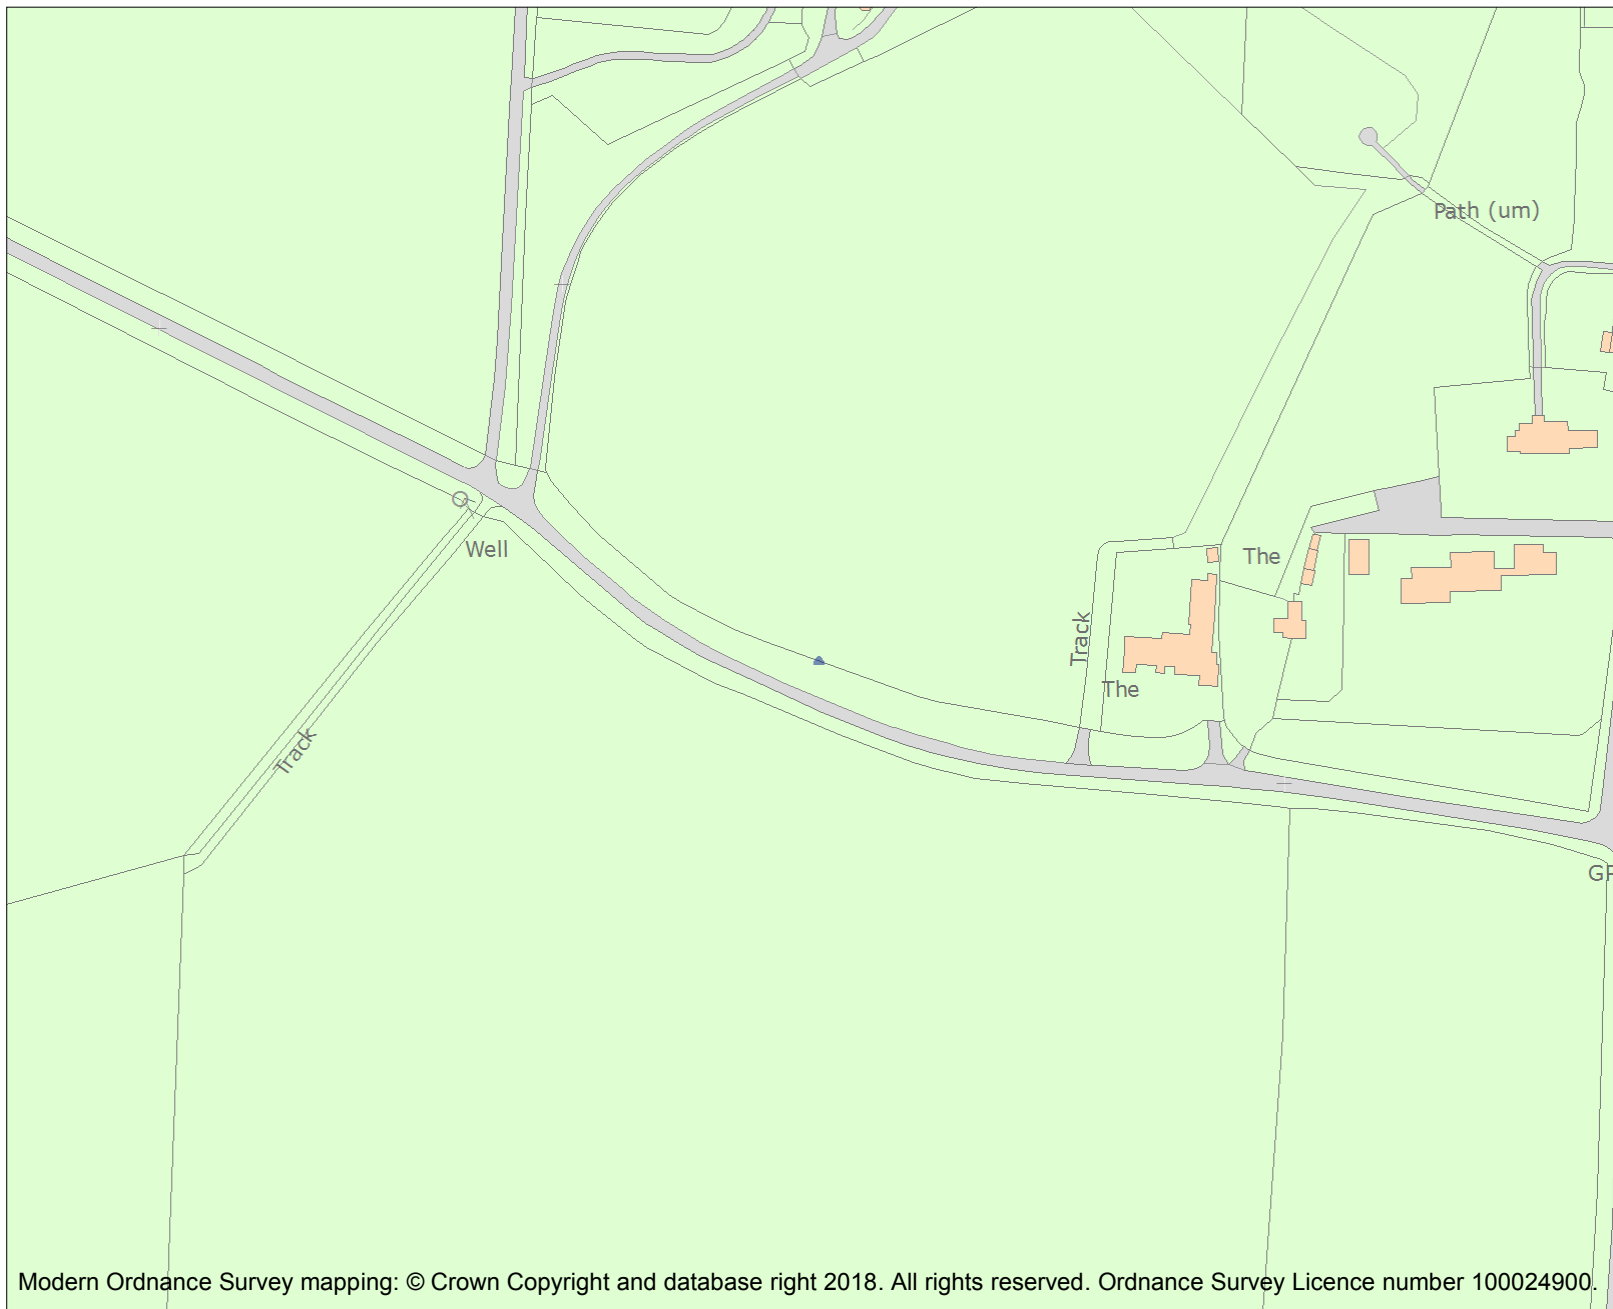 Path (um)
Well
The
Track
The
Track
GP
Modern Ordnance Survey mapping: © Crown Copyright and database right 2018. All rights reserved. Ordnance Survey Licence number 100024900.